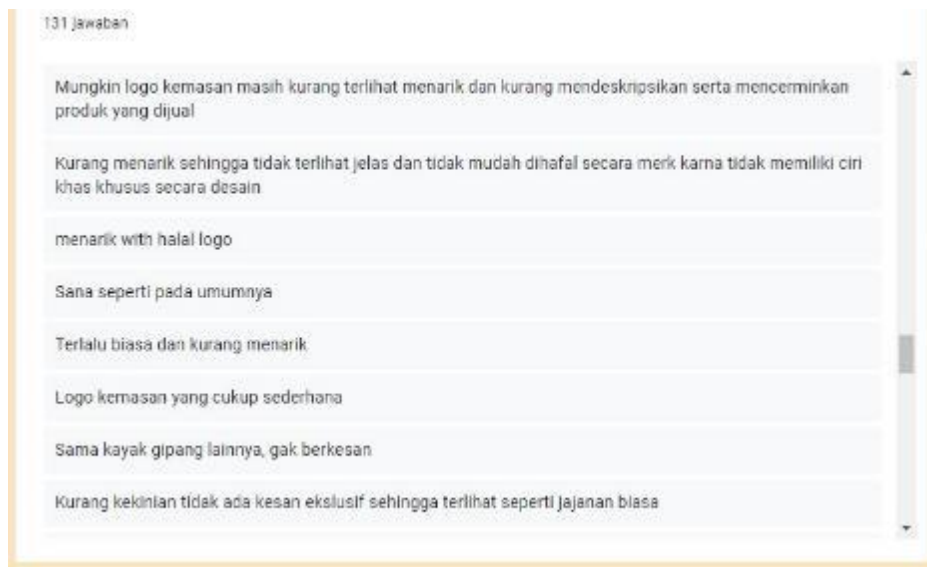 131 jawaban
Mungkin logo kemasan masih kurang terlihat menarik dan kurang mendeskripsikan serta mencerminkan
produk yang dijual
Kurang menarik sehingga tidak terlihat jelas dan tidak mudah dihafal secara merk karna tidak memiliki ciri
khas khusus secara desain
menarik with halal logo
Sana seperti pada umumnya
Terlalu biasa dan kurang menarik
Logo kemasan yang cukup sederhana
Sama kayak gipang lainnya, gak berkesan
Kurang kekinian tidak ada kesan ekslusif sehingga terlihat seperti jajanan biasa